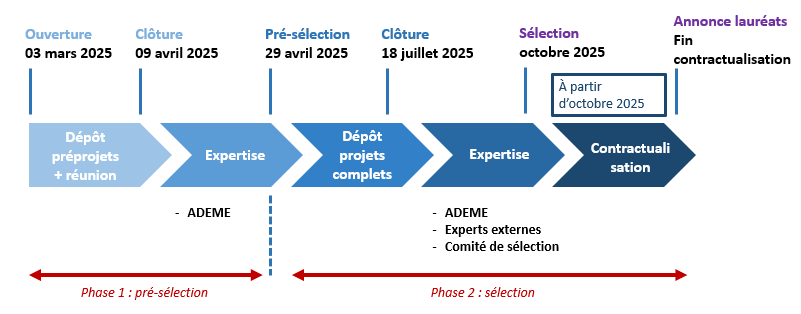 Ouverture
03 mars 2025
Clôture
09 avril 2025
Pré-sélection
29 avril 2025
Clôture
18 juillet 2025
Sélection
octobre 2025
Annonce lauréats
Fin
contractualisation
À partir
d'octobre 2025
Dépôt
préprojets
+ réunion
Expertise
Dépôt
projets
complets
Expertise
Contractuali
sation
- ADEME
- ADEME
- Experts externes
- Comité de sélection
Phase 1 : pré-sélection
Phase 2 : sélection